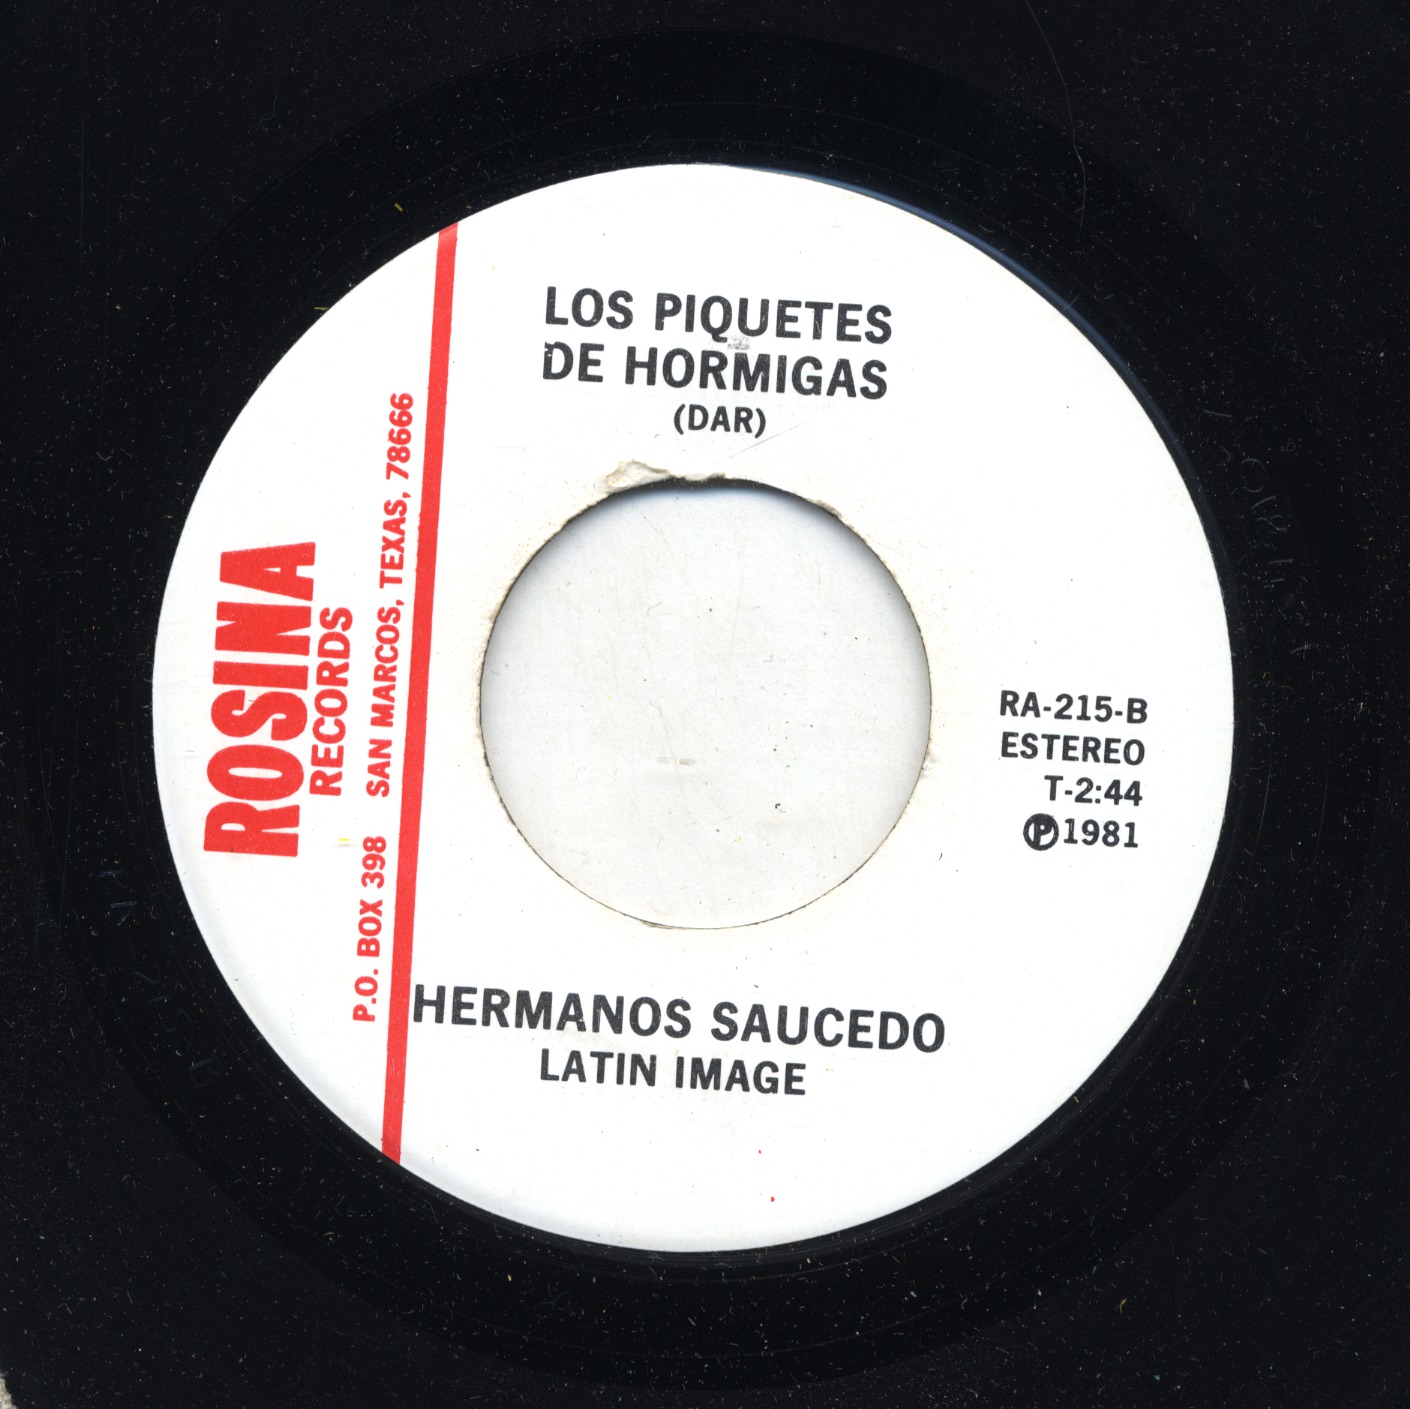 LOS PIQUETES
DE HORMIGAS
(DAR)
ROSINA
RECORDS
P.O. BOX 398 SAN MARCOS, TEXAS, 78666
RA-215-B
ESTEREO
T-2:44
Ⓟ1981
HERMANOS SAUCEDO
LATIN IMAGE